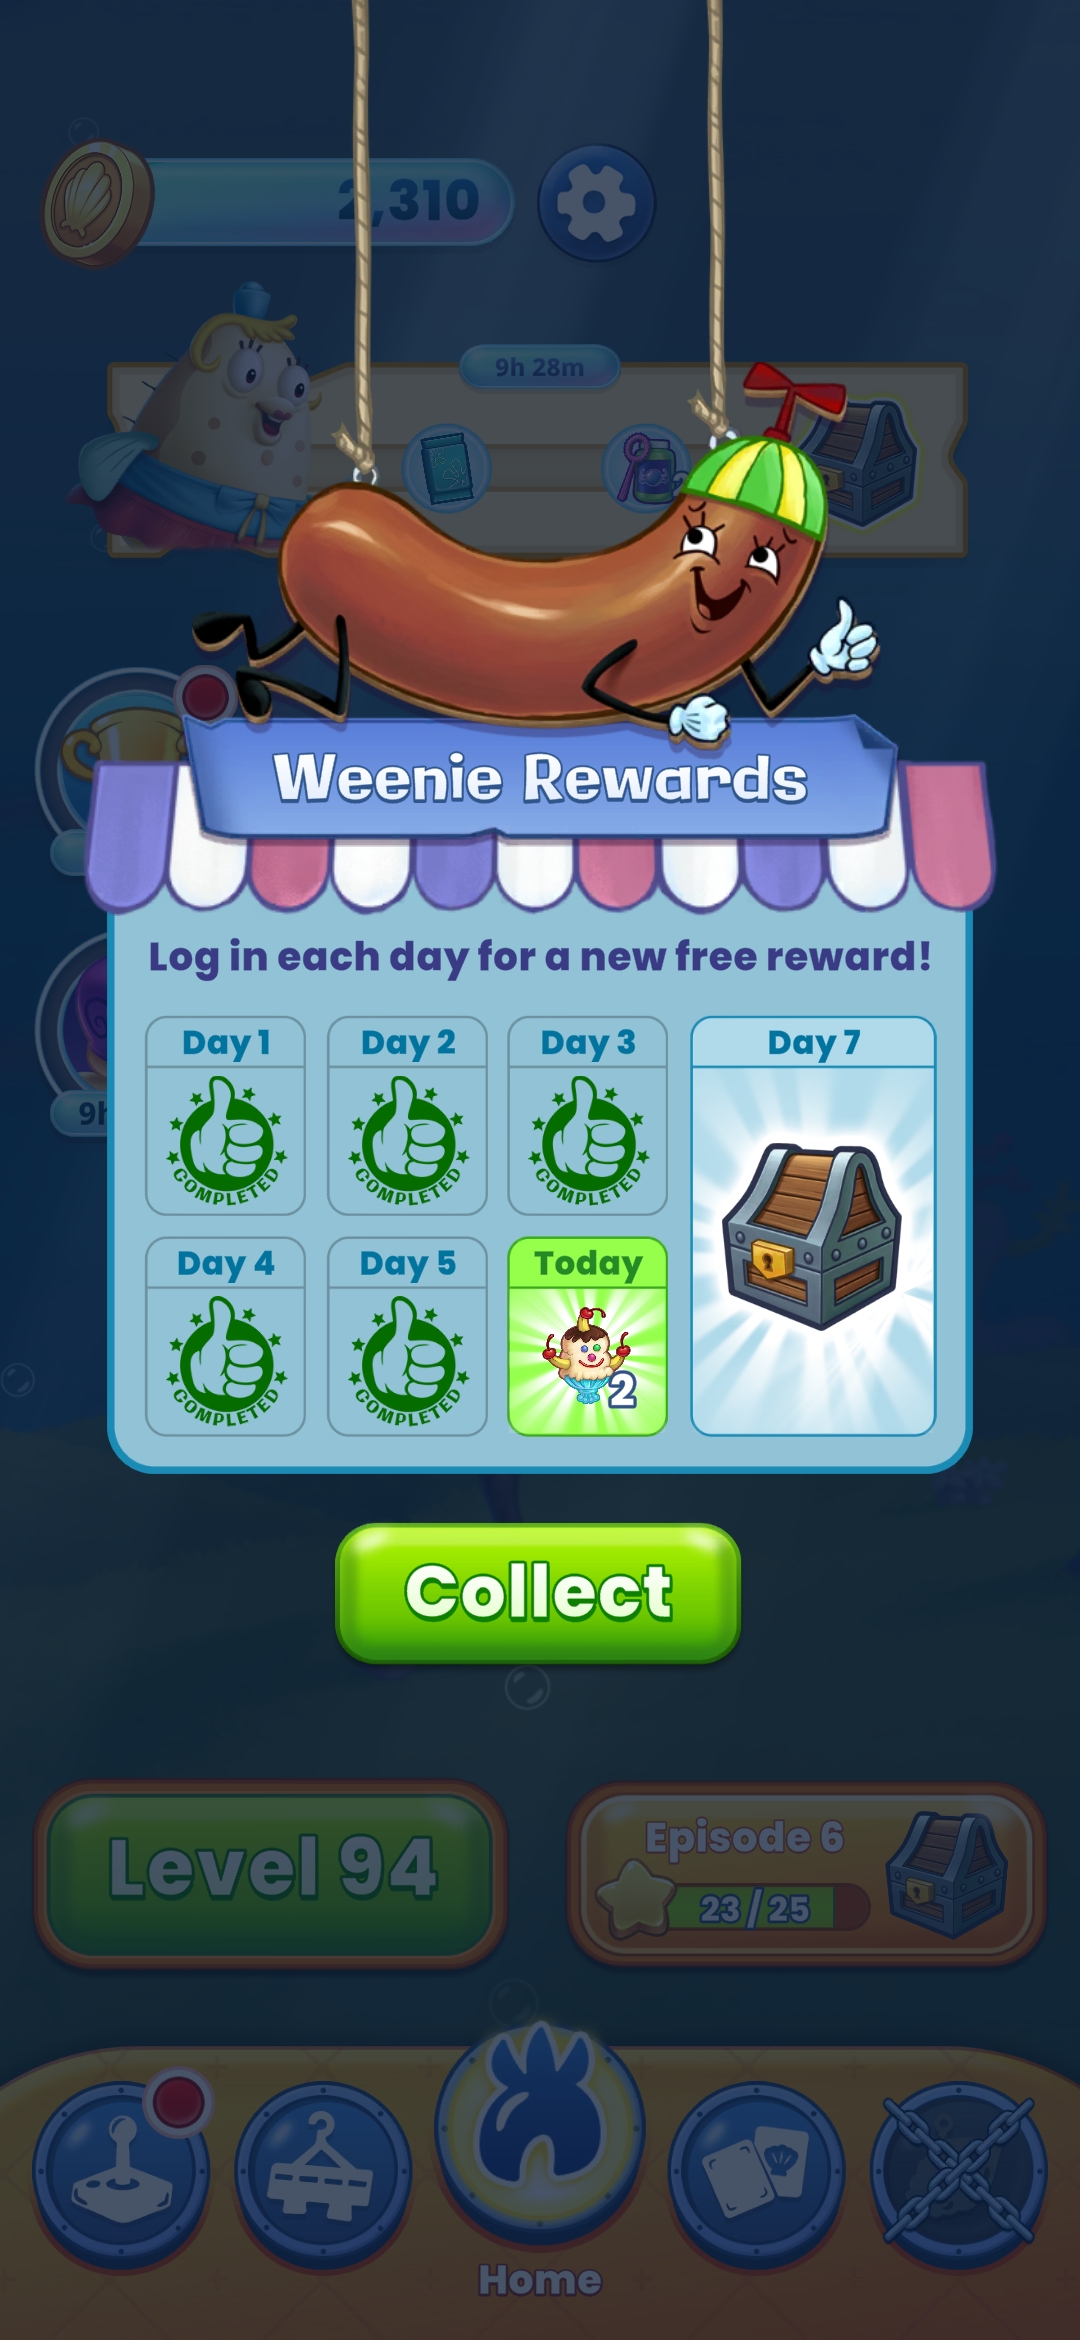 2,310
9h 28m
Weenie Rewards
Log in each day for a new free reward!
Day 1
Day 2
Day 3
Day 7
COMPLETED
COMPLETED
COMPLETED
Day 4
Day 5
Today
COMPLETED
COMPLETED
2
Collect
Level 94
Episode 6
23/25
Home